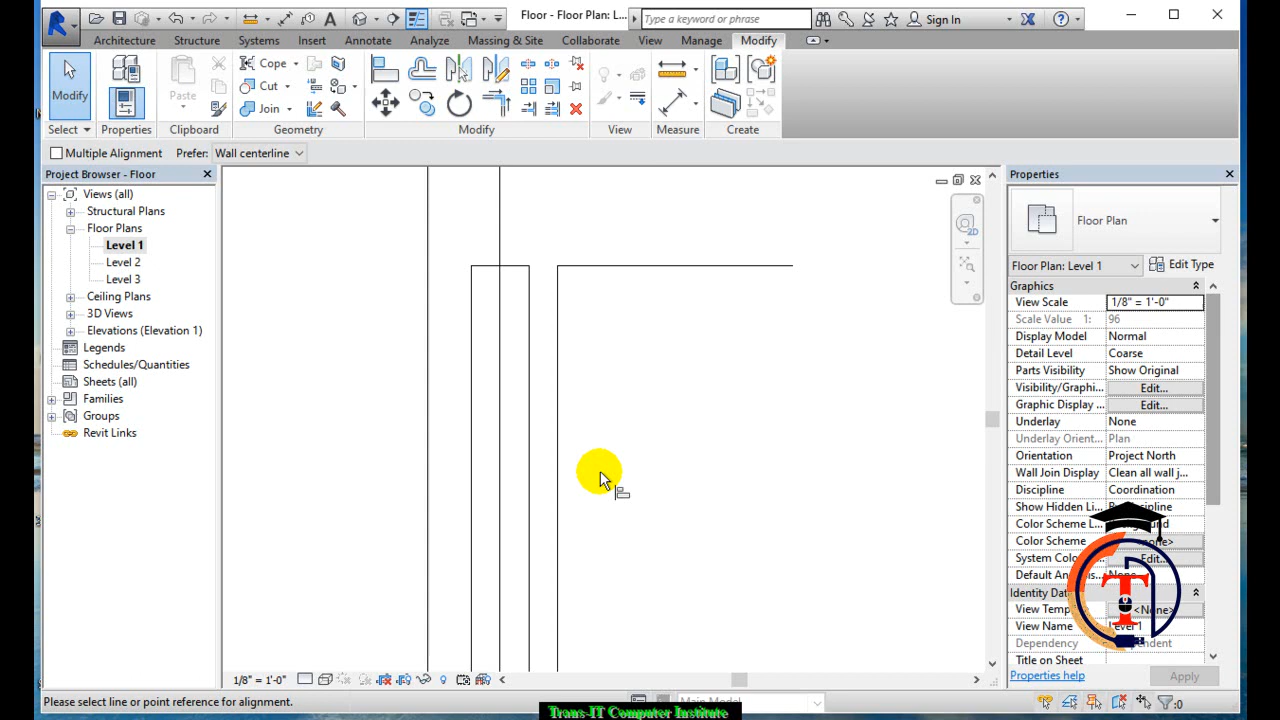 Floor - Floor Plan: L...
Type a keyword or phrase
Sign In
Architecture
Structure
Systems
Insert
Annotate
Analyze
Massing & Site
Collaborate
View
Manage
Modify
Modify
Paste
Cope
Cut
Join
Select
Properties
Clipboard
Geometry
Modify
View
Measure
Create
Multiple Alignment
Prefer:
Wall centerline
Project Browser - Floor
Views (all)
Structural Plans
Floor Plans
Level 1
Level 2
Level 3
Ceiling Plans
3D Views
Elevations (Elevation 1)
Legends
Schedules/Quantities
Sheets (all)
Families
Groups
Revit Links
2D
Properties
Floor Plan
Floor Plan: Level 1
Edit Type
Graphics
View Scale 1/8" = 1'-0"
Scale Value 1: 96
Display Model Normal
Detail Level Coarse
Parts Visibility Show Original
Visibility/Graphi... Edit...
Graphic Display ... Edit...
Underlay None
Underlay Orient... Plan
Orientation Project North
Wall Join Display Clean all wall j...
Discipline Coordination
Show Hidden Li...
Color Scheme L...
Color Scheme
System Colo...
Default An
Identity Dat
View Temp <None>
View Name Level 1
Dependency
Title on Sheet
Properties help
Apply
1/8" = 1'-0"
Please select line or point reference for alignment.
Main Model
:0
Trans-IT Computer Institute